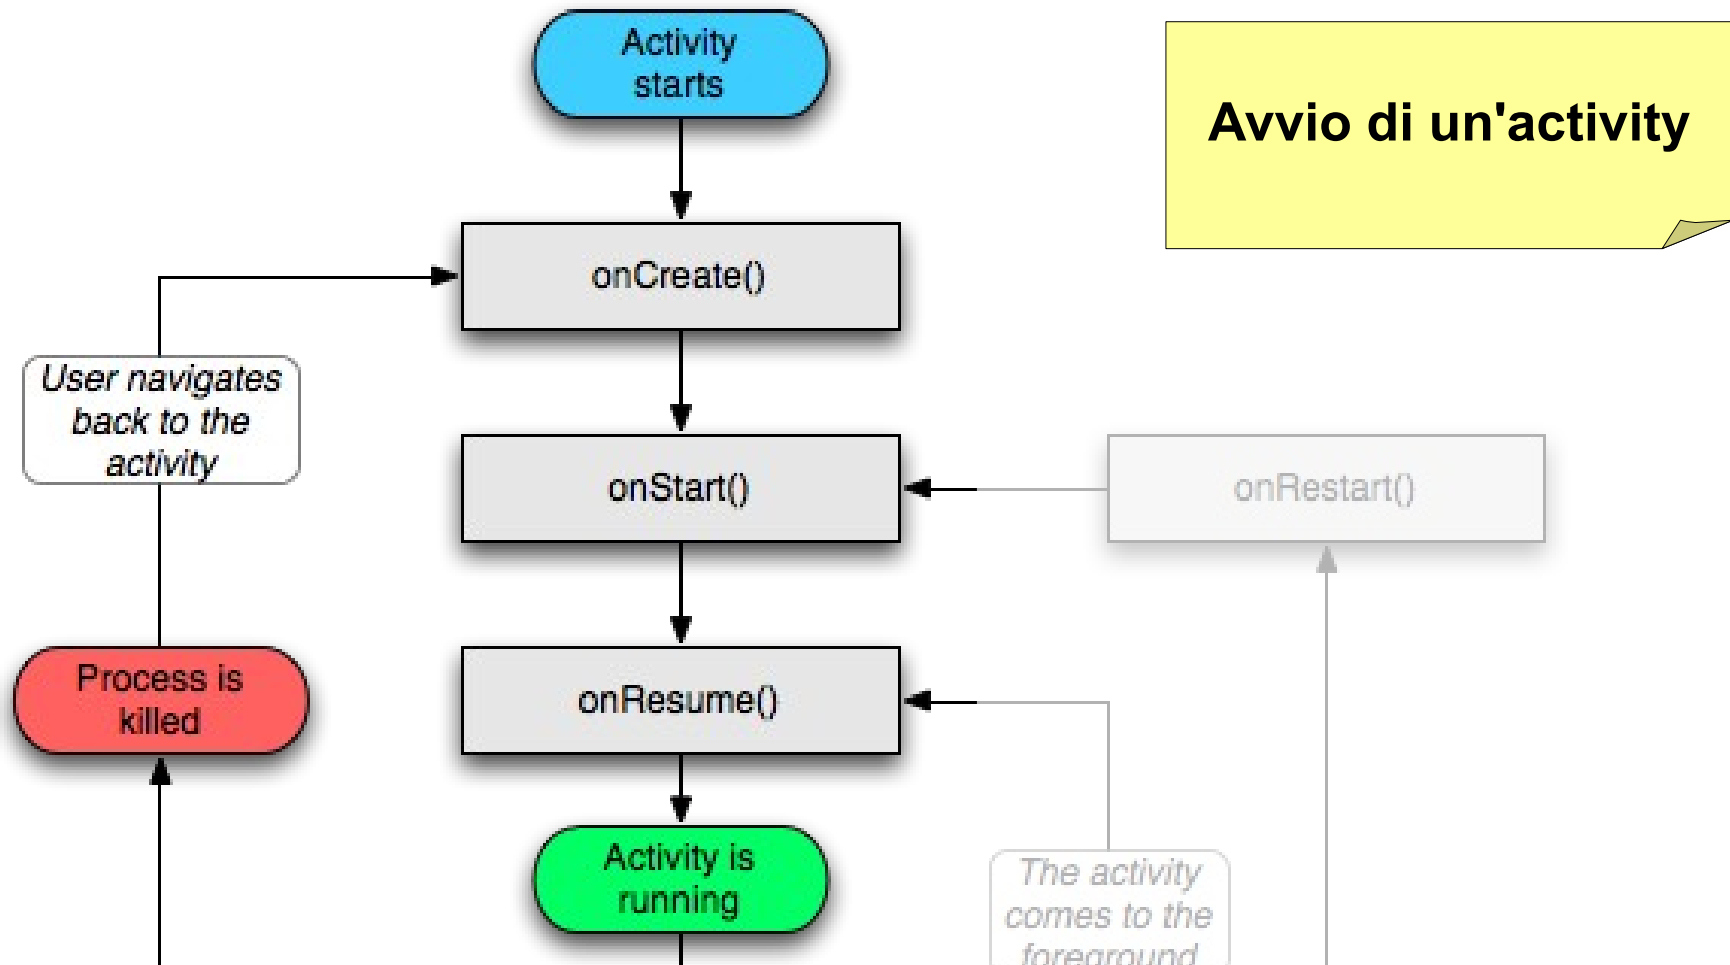 Activity
starts
Avvio di un'activity
onCreate()
User navigates
back to the
activity
onStart()
onRestart()
Process is
killed
onResume()
Activity is
running
The activity
comes to the
foreground